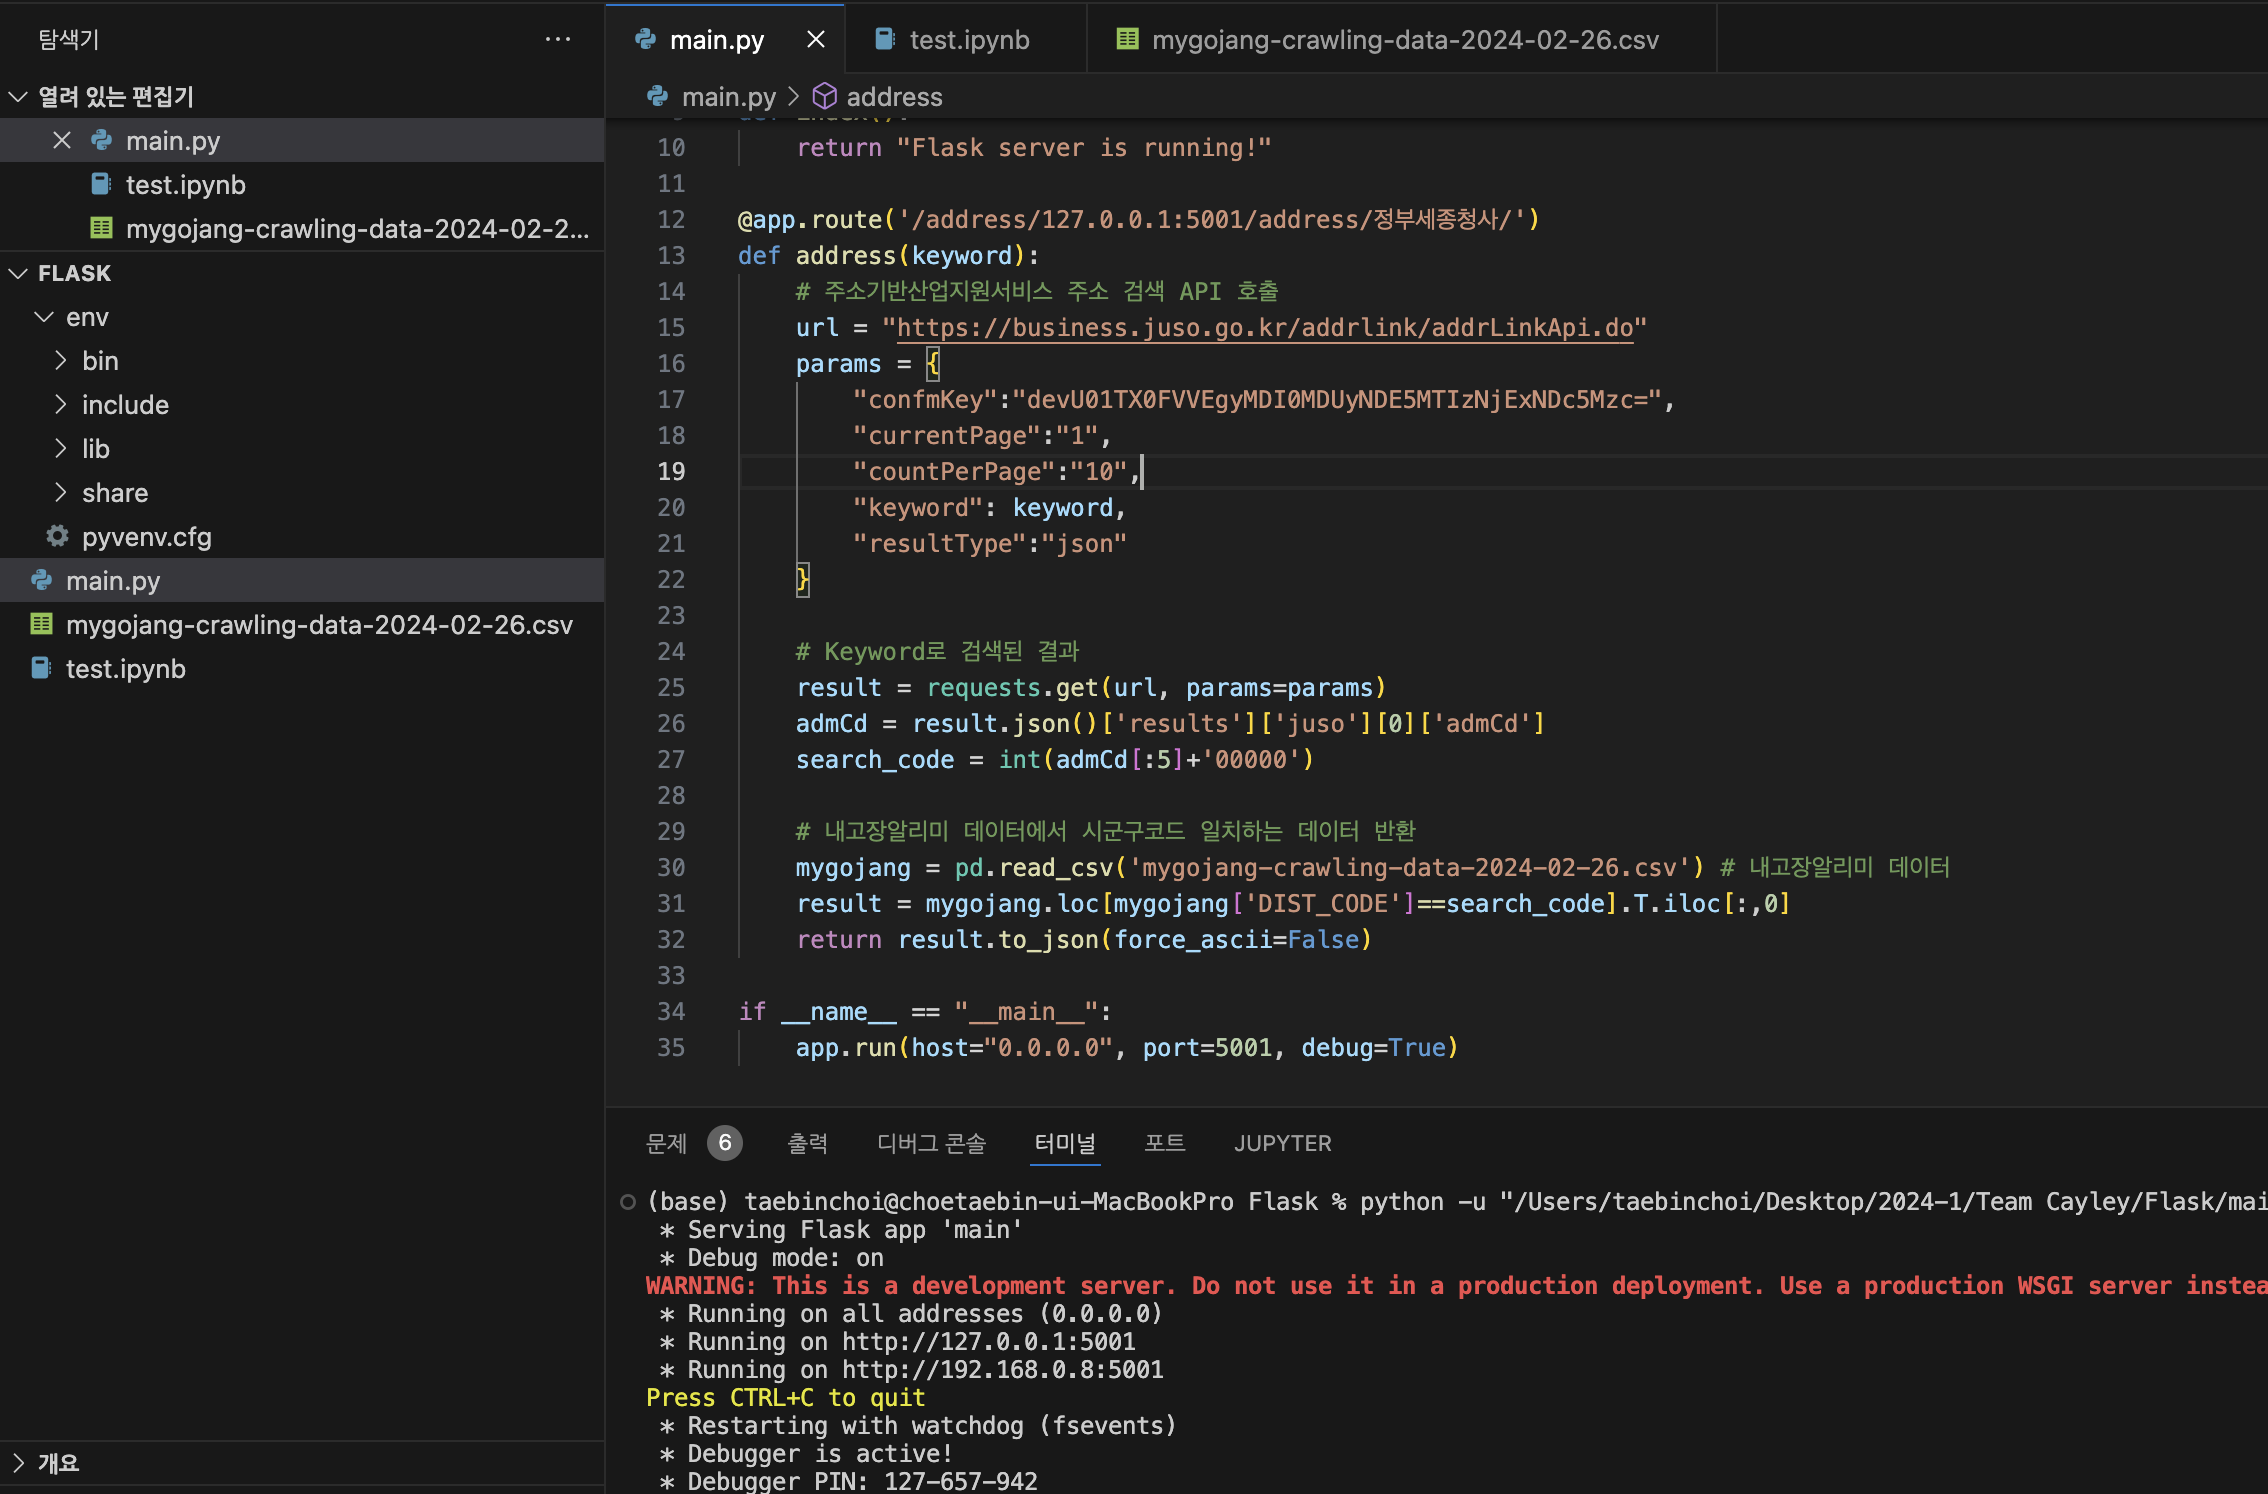 탐색기
열려 있는 편집기
main.py
test.ipynb
mygojang-crawling-data-2024-02-2...
FLASK
env
bin
include
lib
share
pyvenv.cfg
main.py
mygojang-crawling-data-2024-02-26.csv
test.ipynb
개요
main.py
test.ipynb
mygojang-crawling-data-2024-02-26.csv
main.py > address
10 return "Flask server is running!"
11
12 @app.route('/address/127.0.0.1:5001/address/정부세종청사/')
13 def address(keyword):
14 # 주소기반산업지원서비스 주소 검색 API 호출
15 url = "https://business.juso.go.kr/addrlink/addrLinkApi.do"
16 params = {
17 "confmKey":"devU01TX0FVVEgyMDI0MDUyNDE5MTIzNjExNDc5Mzc=",
18 "currentPage":"1",
19 "countPerPage":"10",
20 "keyword": keyword,
21 "resultType":"json"
22 }
23
24 # Keyword로 검색된 결과
25 result = requests.get(url, params=params)
26 admCd = result.json()['results']['juso'][0]['admCd']
27 search_code = int(admCd[:5]+'00000')
28
29 # 내고장알리미 데이터에서 시군구코드 일치하는 데이터 반환
30 mygojang = pd.read_csv('mygojang-crawling-data-2024-02-26.csv') # 내고장알리미 데이터
31 result = mygojang.loc[mygojang['DIST_CODE']==search_code].T.iloc[:,0]
32 return result.to_json(force_ascii=False)
33
34 if __name__ == "__main__":
35 app.run(host="0.0.0.0", port=5001, debug=True)
문제 6 출력 디버그 콘솔 터미널 포트 JUPYTER
(base) taebinchoi@choetaebin-ui-MacBookPro Flask % python -u "/Users/taebinchoi/Desktop/2024-1/Team Cayley/Flask/mai
* Serving Flask app 'main'
* Debug mode: on
WARNING: This is a development server. Do not use it in a production deployment. Use a production WSGI server instea
* Running on all addresses (0.0.0.0)
* Running on http://127.0.0.1:5001
* Running on http://192.168.0.8:5001
Press CTRL+C to quit
* Restarting with watchdog (fsevents)
* Debugger is active!
* Debugger PIN: 127-657-942